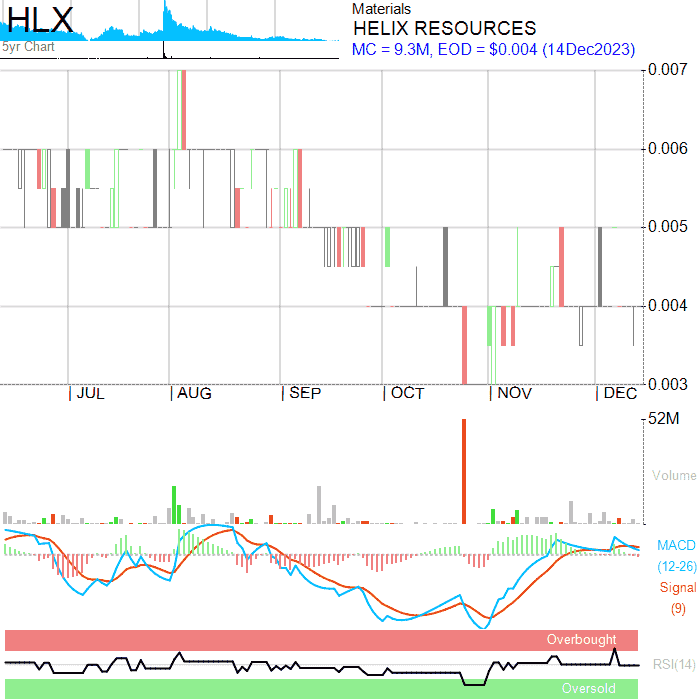 HLX
5yr Chart
Materials
HELIX RESOURCES
MC = 9.3M, EOD = $0.004 (14Dec2023)
0.007
0.006
0.005
0.004
0.003
JUL
AUG
SEP
OCT
NOV
DEC
52M
Volume
MACD
(12-26)
Signal
(9)
Overbought
RSI(14)
Oversold